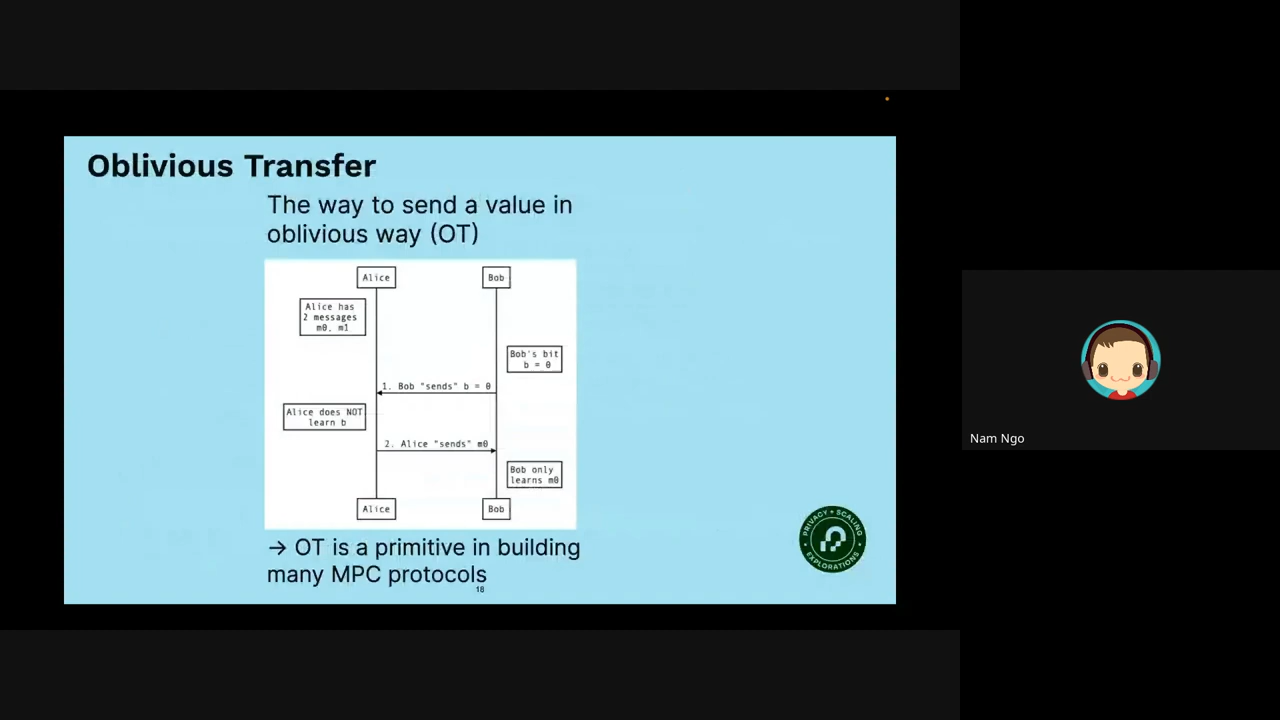 Oblivious Transfer
The way to send a value in
oblivious way (OT)
Alice
Bob
Alice has
2 messages
m0, m1
Bob's bit
b = 0
1. Bob "sends" b = 0
Alice does NOT
learn b
2. Alice "sends" m0
Bob only
learns m0
Alice
Bob
→ OT is a primitive in building
many MPC protocols
18
PRIVACY + SCALING
EXPLORATIONS
Nam Ngo